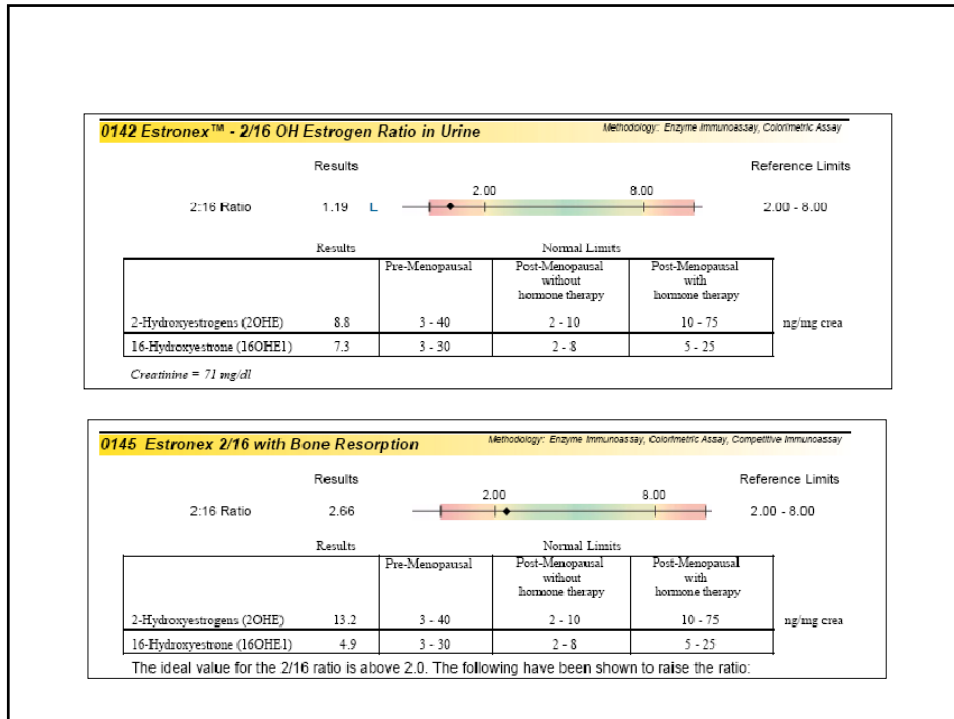 0142 Estronex™ - 2/16 OH Estrogen Ratio in Urine Methodology: Enzyme Immunoassay, Colorimetric Assay
Results Reference Limits
2.00 8.00
2:16 Ratio 1.19 L 2.00 - 8.00
Results Normal Limits
Pre-Menopausal Post-Menopausal Post-Menopausal
without with
hormone therapy hormone therapy
2-Hydroxyestrogens (2OHE) 8.8 3 - 40 2 - 10 10 - 75 ng/mg crea
16-Hydroxyestrone (16OHE1) 7.3 3 - 30 2 - 8 5 - 25
Creatinine = 71 mg/dl
0145 Estronex 2/16 with Bone Resorption Methodology: Enzyme Immunoassay, Colorimetric Assay, Competitive Immunoassay
Results Reference Limits
2.00 8.00
2:16 Ratio 2.66 2.00 - 8.00
Results Normal Limits
Pre-Menopausal Post-Menopausal Post-Menopausal
without with
hormone therapy hormone therapy
2-Hydroxyestrogens (2OHE) 13.2 3 - 40 2 - 10 10 - 75 ng/mg crea
16-Hydroxyestrone (16OHE1) 4.9 3 - 30 2 - 8 5 - 25
The ideal value for the 2/16 ratio is above 2.0. The following have been shown to raise the ratio: